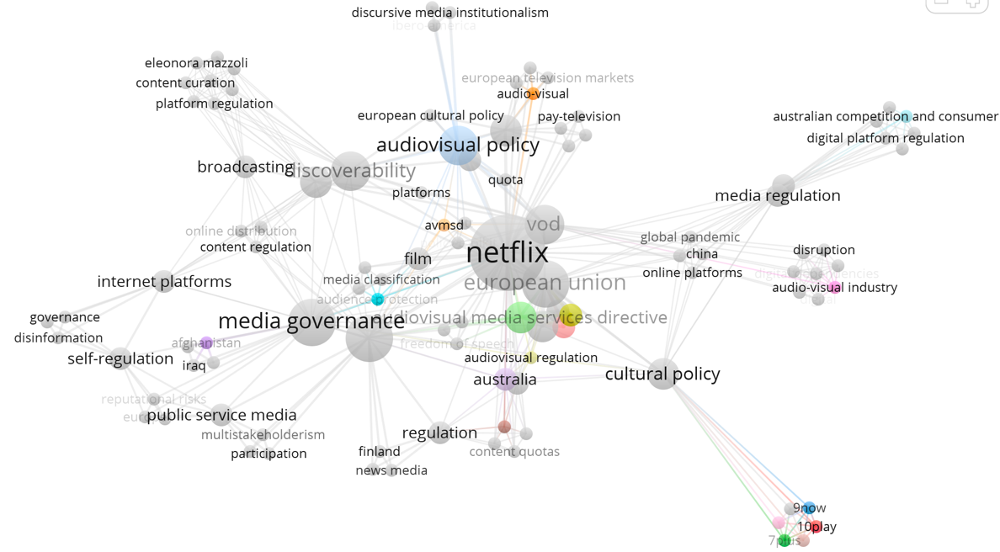 discursive media institutionalism
ibero-america
eleonora mazzoli
content curation
platform regulation
european television markets
audio-visual
european cultural policy
pay-television
australian competition and consumer
digital platform regulation
audiovisual policy
broadcasting
discoverability
quota
platforms
media regulation
avmsd
vod
online distribution
content regulation
global pandemic
china
disruption
netflix
film
online platforms
internet platforms
media classification
european union
audio-visual industry
audience protection
governance
media governance
audiovisual media services directive
disinformation
afghanistan
freedom of speech
self-regulation
iraq
audiovisual regulation
australia
cultural policy
reputational risks
public service media
multistakeholderism
regulation
participation
finland
content quotas
news media
9now
10play
7plus